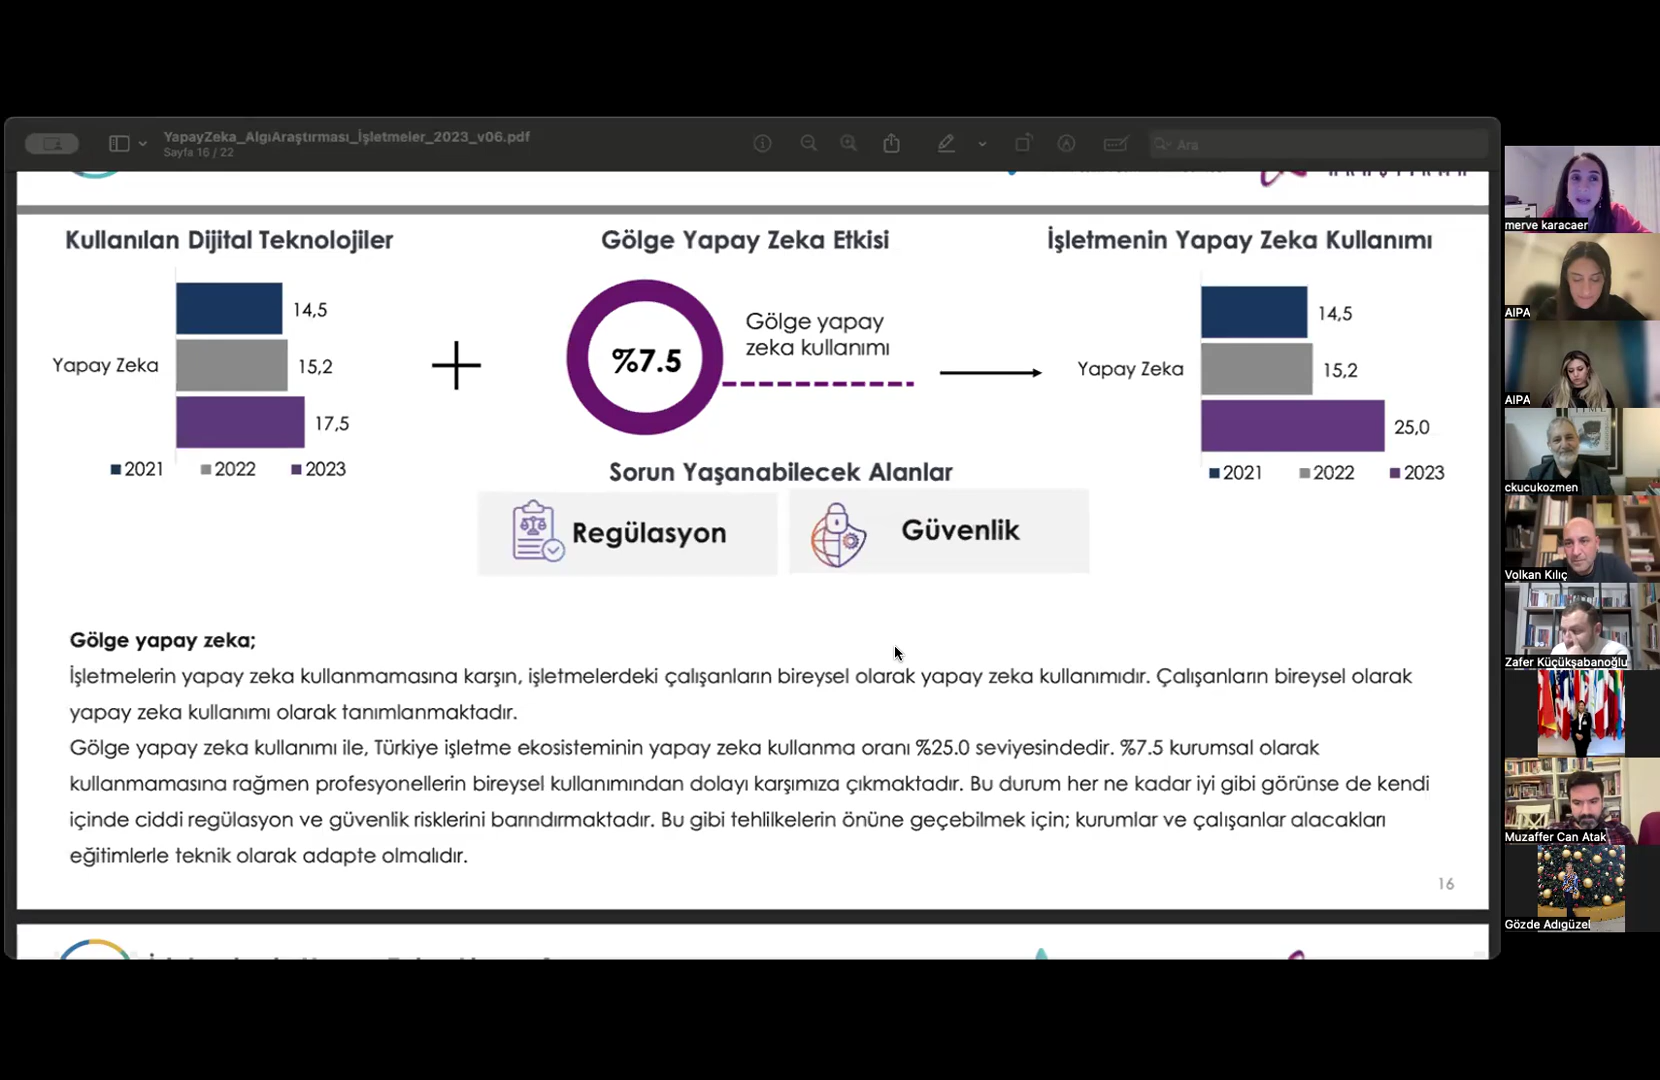 YapayZeka_AlgıAraştırması_İşletmeler_2023_v06.pdf
Sayfa 16 / 22
Ara
Kullanılan Dijital Teknolojiler
Gölge Yapay Zeka Etkisi
İşletmenin Yapay Zeka Kullanımı
14,5
Yapay Zeka
15,2
17,5
2021
2022
2023
%7.5
Gölge yapay
zeka kullanımı
14,5
Yapay Zeka
15,2
25,0
2021
2022
2023
Sorun Yaşanabilecek Alanlar
Regülasyon
Güvenlik
Gölge yapay zeka;
İşletmelerin yapay zeka kullanmamasına karşın, işletmelerdeki çalışanların bireysel olarak yapay zeka kullanımıdır. Çalışanların bireysel olarak
yapay zeka kullanımı olarak tanımlanmaktadır.
Gölge yapay zeka kullanımı ile, Türkiye işletme ekosisteminin yapay zeka kullanma oranı %25.0 seviyesindedir. %7.5 kurumsal olarak
kullanmamasına rağmen profesyonellerin bireysel kullanımından dolayı karşımıza çıkmaktadır. Bu durum her ne kadar iyi gibi görünse de kendi
içinde ciddi regülasyon ve güvenlik risklerini barındırmaktadır. Bu gibi tehlilkelerin önüne geçebilmek için; kurumlar ve çalışanlar alacakları
eğitimlerle teknik olarak adapte olmalıdır.
16
merve karacaer
AIPA
AIPA
ckucukozmen
Volkan Kılıç
Zafer Küçükşabanoğlu
Muzaffer Can Atak
Gözde Adıgüzel